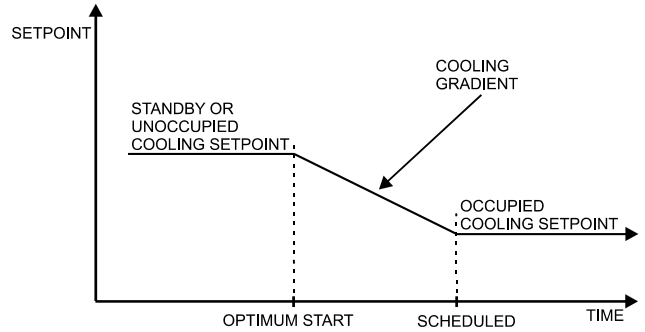 SETPOINT
COOLING
GRADIENT
STANDBY OR
UNOCCUPIED
COOLING SETPOINT
OCCUPIED
COOLING SETPOINT
OPTIMUM START
SCHEDULED
TIME